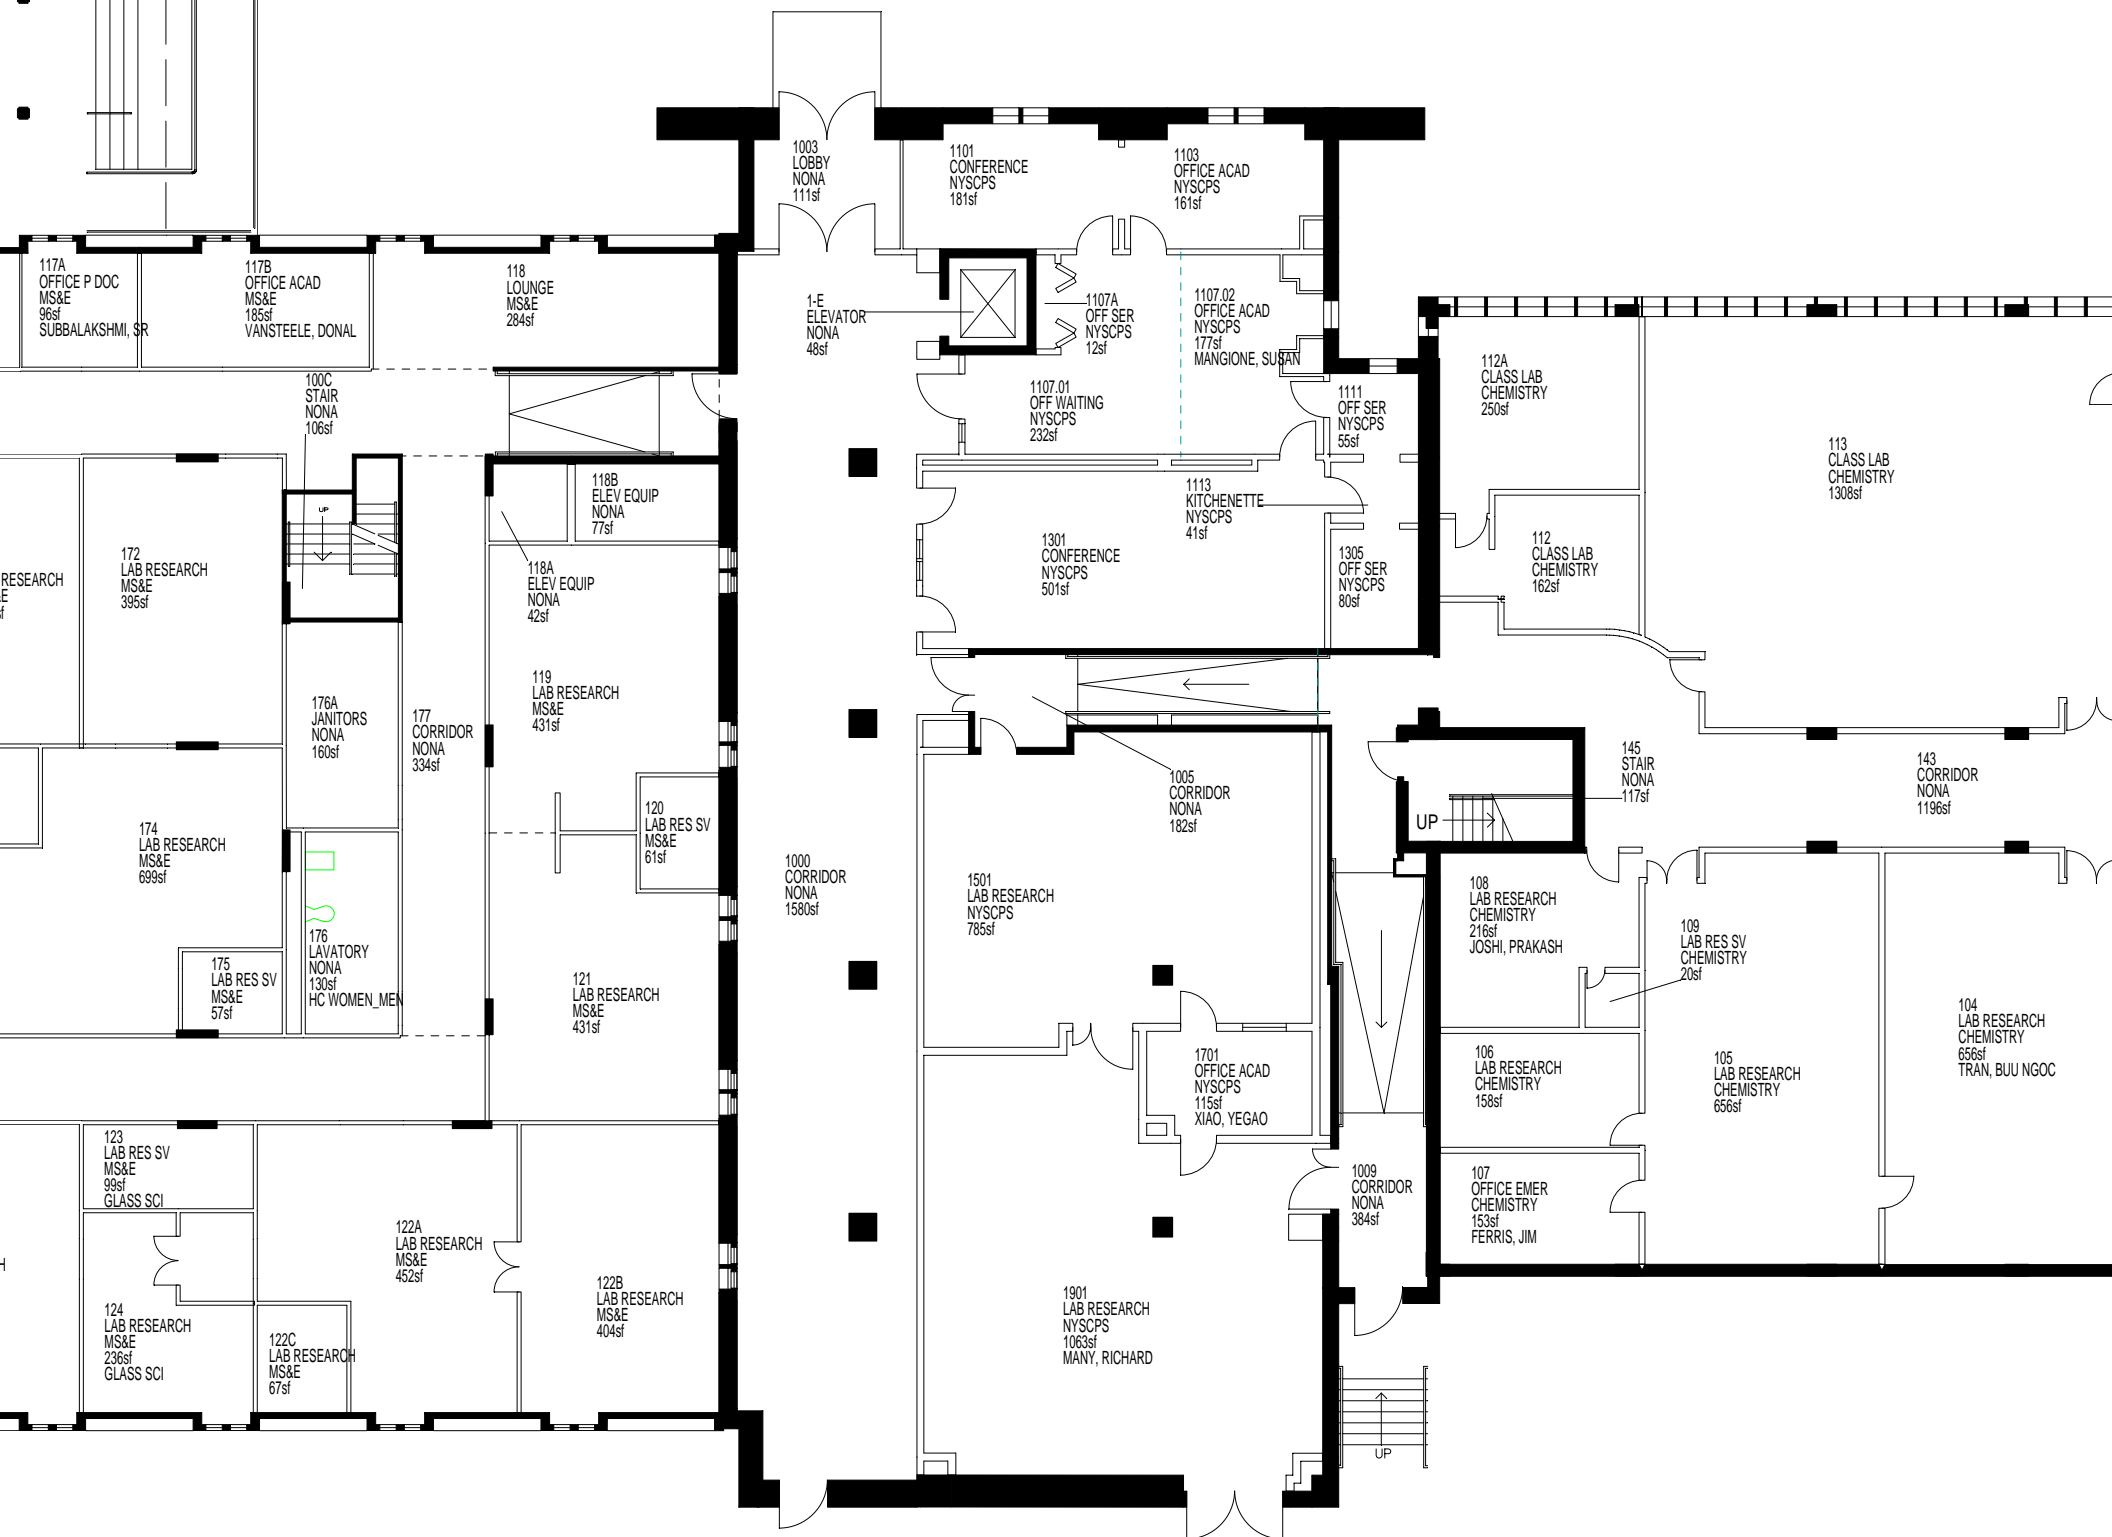 1003
LOBBY
NONA
111sf
1101
CONFERENCE
NYSCPS
181sf
1103
OFFICE ACAD
NYSCPS
161sf
117A
OFFICE P DOC
MS&E
96sf
SUBBALAKSHMI, SR
117B
OFFICE ACAD
MS&E
185sf
VANSTEELE, DONAL
118
LOUNGE
MS&E
284sf
1-E
ELEVATOR
NONA
48sf
1107A
OFF SER
NYSCPS
12sf
1107.02
OFFICE ACAD
NYSCPS
177sf
MANGIONE, SUSAN
100C
STAIR
NONA
106sf
1107.01
OFF WAITING
NYSCPS
232sf
1111
OFF SER
NYSCPS
55sf
112A
CLASS LAB
CHEMISTRY
250sf
113
CLASS LAB
CHEMISTRY
1308sf
118B
ELEV EQUIP
NONA
77sf
1113
KITCHENETTE
NYSCPS
41sf
UP
RESEARCH
172
LAB RESEARCH
MS&E
395sf
118A
ELEV EQUIP
NONA
42sf
1301
CONFERENCE
NYSCPS
501sf
1305
OFF SER
NYSCPS
80sf
112
CLASS LAB
CHEMISTRY
162sf
176A
JANITORS
NONA
160sf
177
CORRIDOR
NONA
334sf
119
LAB RESEARCH
MS&E
431sf
1005
CORRIDOR
NONA
182sf
145
STAIR
NONA
117sf
143
CORRIDOR
NONA
1196sf
UP
174
LAB RESEARCH
MS&E
699sf
120
LAB RES SV
MS&E
61sf
1000
CORRIDOR
NONA
1580sf
1501
LAB RESEARCH
NYSCPS
785sf
108
LAB RESEARCH
CHEMISTRY
216sf
JOSHI, PRAKASH
109
LAB RES SV
CHEMISTRY
20sf
176
LAVATORY
NONA
130sf
HC WOMEN_MEN
175
LAB RES SV
MS&E
57sf
121
LAB RESEARCH
MS&E
431sf
104
LAB RESEARCH
CHEMISTRY
656sf
TRAN, BUU NGOC
1701
OFFICE ACAD
NYSCPS
115sf
XIAO, YEGAO
106
LAB RESEARCH
CHEMISTRY
158sf
105
LAB RESEARCH
CHEMISTRY
656sf
123
LAB RES SV
MS&E
99sf
GLASS SCI
1009
CORRIDOR
NONA
384sf
107
OFFICE EMER
CHEMISTRY
153sf
FERRIS, JIM
122A
LAB RESEARCH
MS&E
452sf
122B
LAB RESEARCH
MS&E
404sf
124
LAB RESEARCH
MS&E
236sf
GLASS SCI
122C
LAB RESEARCH
MS&E
67sf
1901
LAB RESEARCH
NYSCPS
1063sf
MANY, RICHARD
UP